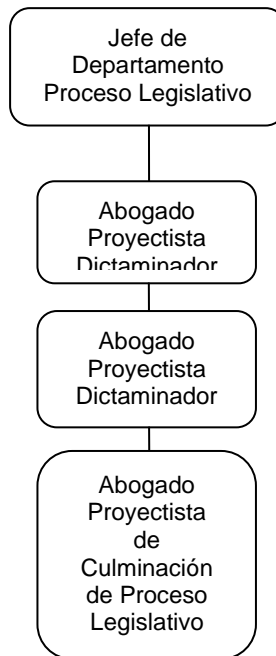 Jefe de
Departamento
Proceso Legislativo
Abogado
Proyectista
Dictaminador
Abogado
Proyectista
Dictaminador
Abogado
Proyectista
de
Culminación
de Proceso
Legislativo